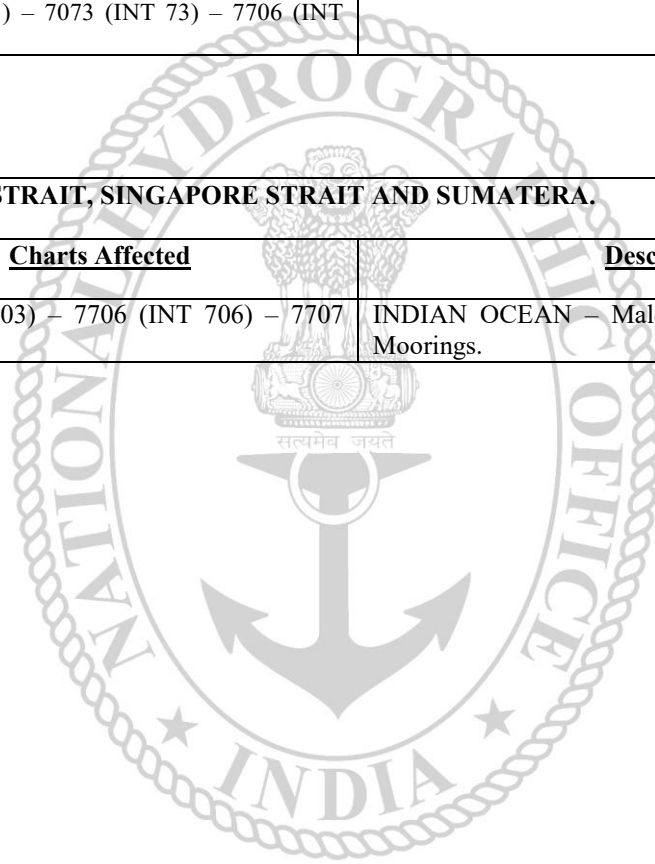 ) – 7073 (INT 73) – 7706 (INT
STRAIT, SINGAPORE STRAIT AND SUMATERA.
Charts Affected
Desc
03) – 7706 (INT 706) – 7707
INDIAN OCEAN – Mal
Moorings.
सत्यमेव जयते
NATIONAL HYDROGRAPHIC OFFICE
INDIA